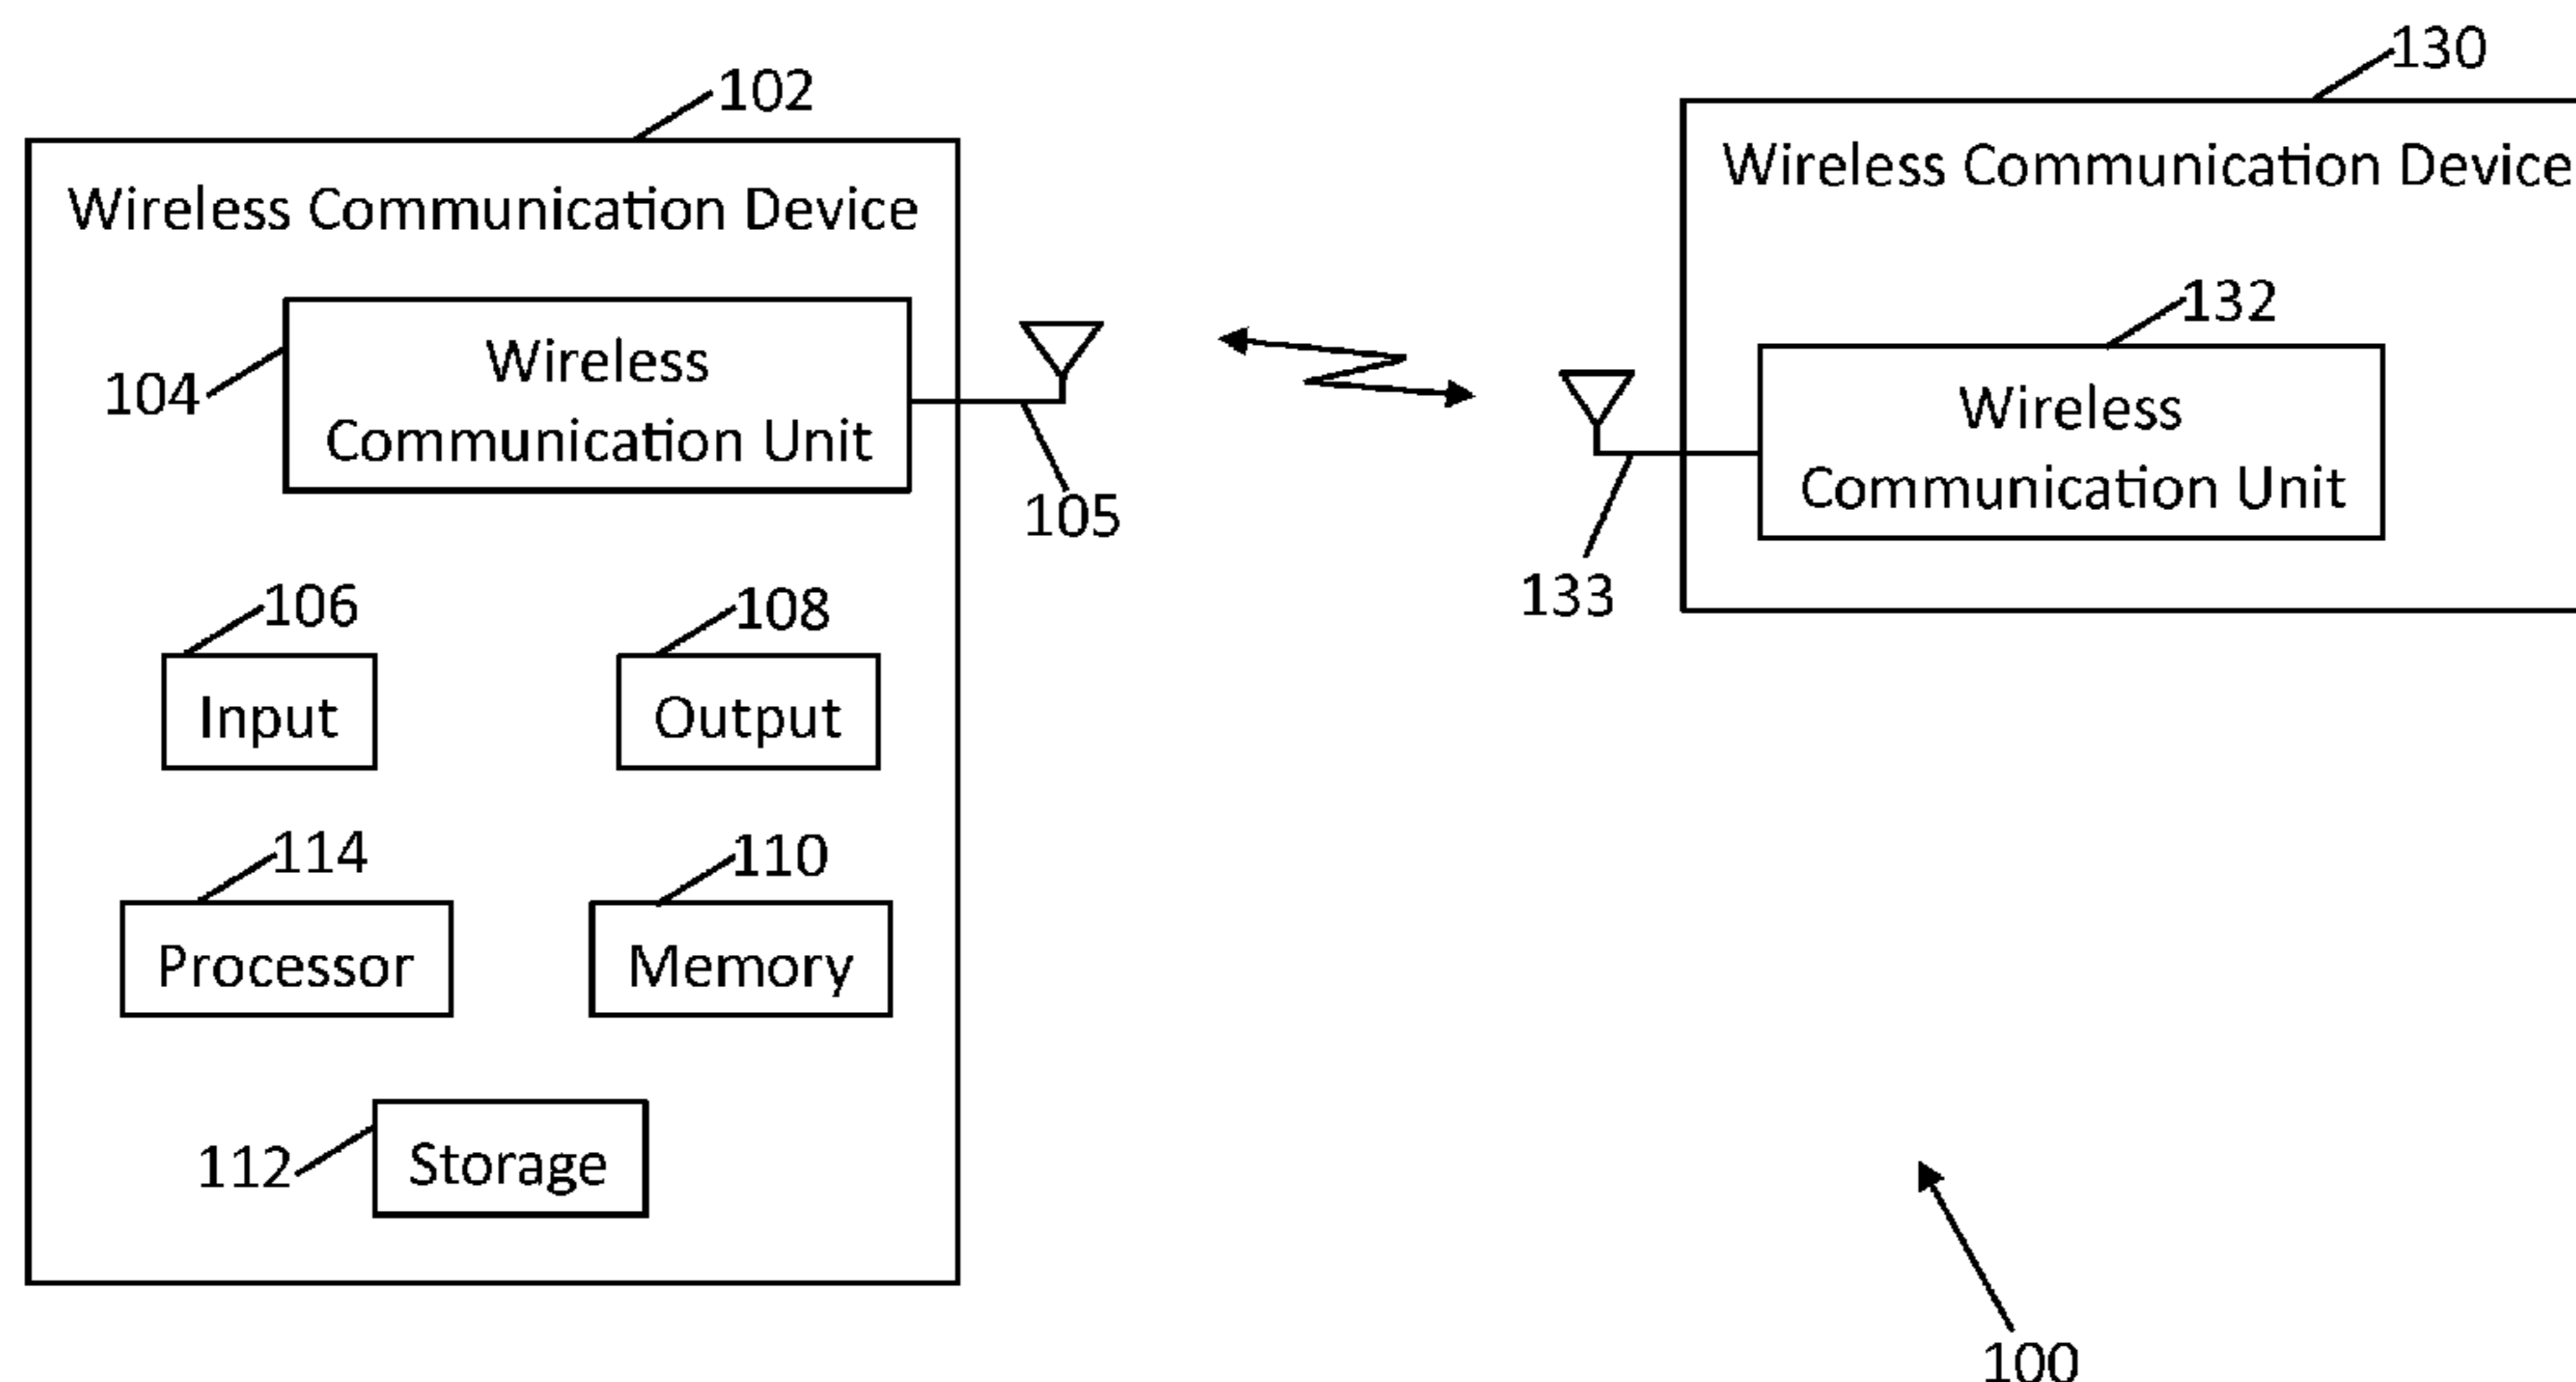 102
Wireless Communication Device
104
Wireless
Communication Unit
105
106
Input
108
Output
114
Processor
110
Memory
112
Storage
130
Wireless Communication Device
132
Wireless
Communication Unit
133
100